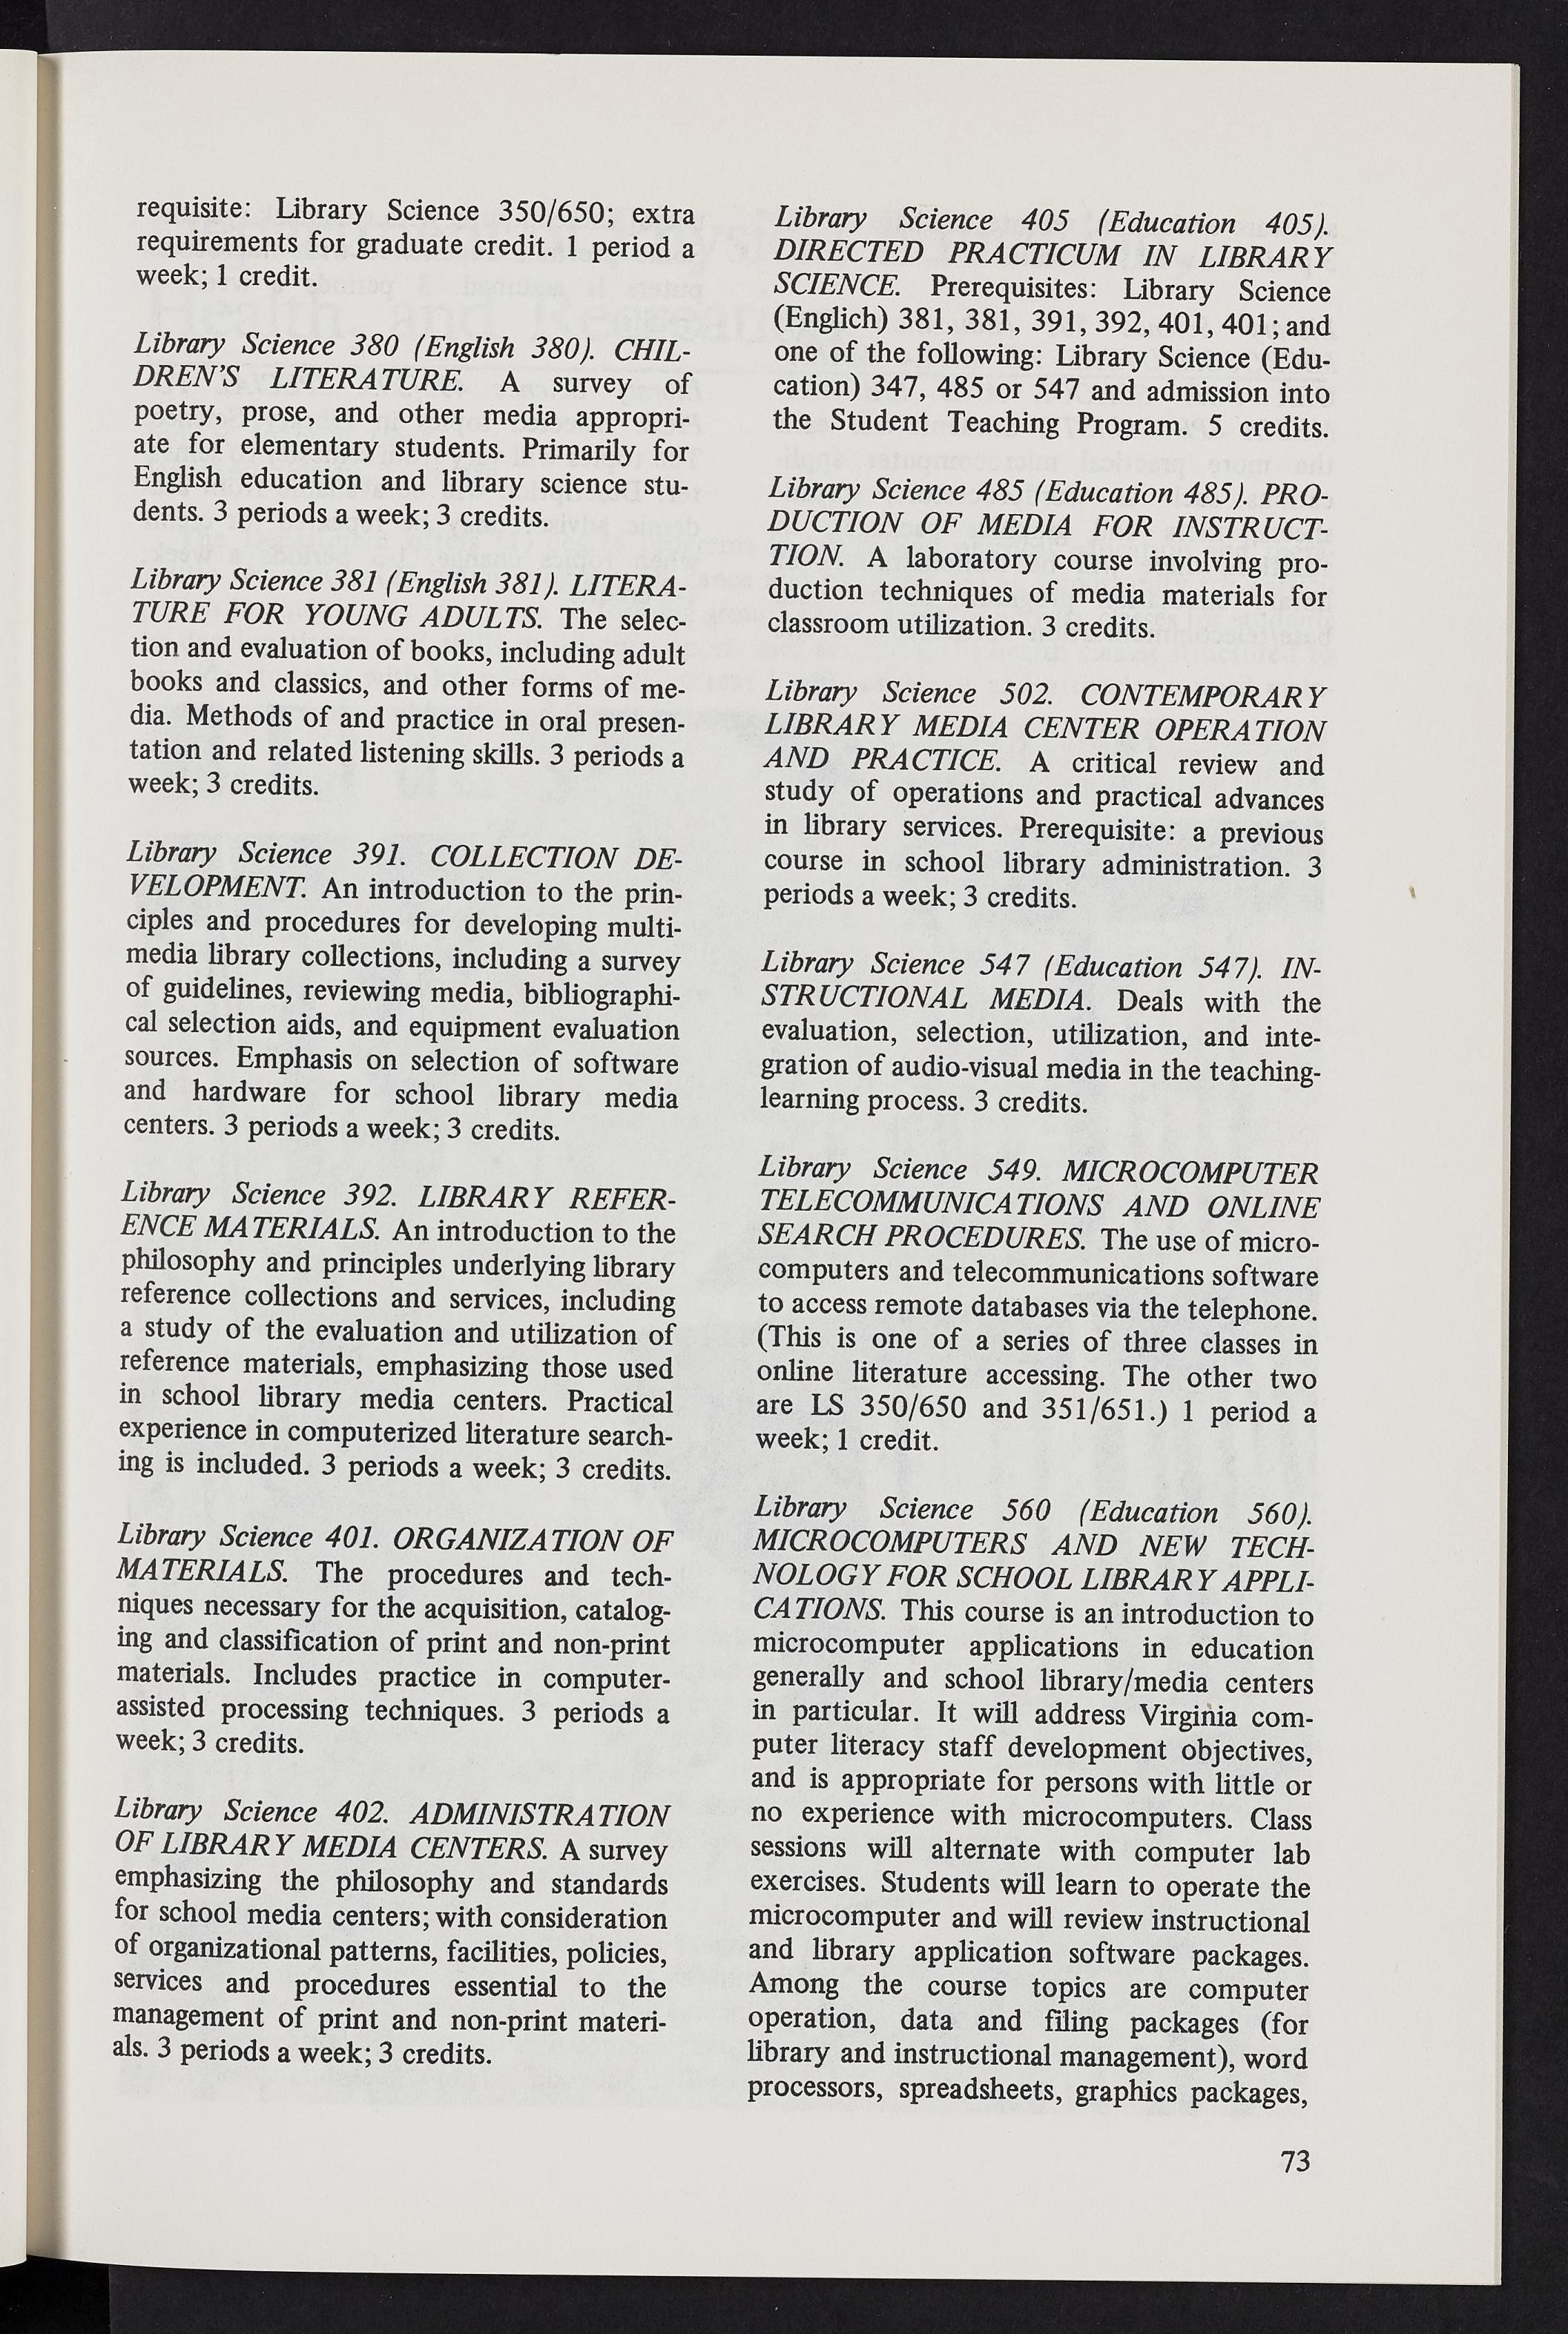 requisite: Library Science 350/650; extra
requirements for graduate credit. 1 period a
week; 1 credit.
Library Science 380 (English 380). CHIL-
DREN'S LITERATURE. A survey of
poetry, prose, and other media appropri-
ate for elementary students. Primarily for
English education and library science stu-
dents. 3 periods a week; 3 credits.
Library Science 381 (English 381). LITERA-
TURE FOR YOUNG ADULTS. The selec-
tion and evaluation of books, including adult
books and classics, and other forms of me-
dia. Methods of and practice in oral presen-
tation and related listening skills. 3 periods a
week; 3 credits.
Library Science 391. COLLECTION DE-
VELOPMENT. An introduction to the prin-
ciples and procedures for developing multi-
media library collections, including a survey
of guidelines, reviewing media, bibliographi-
cal selection aids, and equipment evaluation
sources. Emphasis on selection of software
and hardware for school library media
centers. 3 periods a week; 3 credits.
Library Science 392. LIBRARY REFER-
ENCE MATERIALS. An introduction to the
philosophy and principles underlying library
reference collections and services, including
a study of the evaluation and utilization of
reference materials, emphasizing those used
in school library media centers. Practical
experience in computerized literature search-
ing is included. 3 periods a week; 3 credits.
Library Science 401. ORGANIZATION OF
MATERIALS. The procedures and tech-
niques necessary for the acquisition, catalog-
ing and classification of print and non-print
materials. Includes practice in computer-
assisted processing techniques. 3 periods a
week; 3 credits.
Library Science 402. ADMINISTRATION
OF LIBRARY MEDIA CENTERS. A survey
emphasizing the philosophy and standards
for school media centers; with consideration
of organizational patterns, facilities, policies,
services and procedures essential to the
management of print and non-print materi-
als. 3 periods a week; 3 credits.
Library Science 405 (Education 405).
DIRECTED PRACTICUM IN LIBRARY
SCIENCE. Prerequisites: Library Science
(Englich) 381, 381, 391, 392, 401, 401; and
one of the following: Library Science (Edu-
cation) 347, 485 or 547 and admission into
the Student Teaching Program. 5 credits.
Library Science 485 (Education 485). PRO-
DUCTION OF MEDIA FOR INSTRUCT-
TION. A laboratory course involving pro-
duction techniques of media materials for
classroom utilization. 3 credits.
Library Science 502. CONTEMPORARY
LIBRARY MEDIA CENTER OPERATION
AND PRACTICE. A critical review and
study of operations and practical advances
in library services. Prerequisite: a previous
course in school library administration. 3
periods a week; 3 credits.
Library Science 547 (Education 547). IN-
STRUCTIONAL MEDIA. Deals with the
evaluation, selection, utilization, and inte-
gration of audio-visual media in the teaching-
learning process. 3 credits.
Library Science 549. MICROCOMPUTER
TELECOMMUNICATIONS AND ONLINE
SEARCH PROCEDURES. The use of micro-
computers and telecommunications software
to access remote databases via the telephone.
(This is one of a series of three classes in
online literature accessing. The other two
are LS 350/650 and 351/651.) 1 period a
week; 1 credit.
Library Science 560 (Education 560).
MICROCOMPUTERS AND NEW TECH-
NOLOGY FOR SCHOOL LIBRARY APPLI-
CATIONS. This course is an introduction to
microcomputer applications in education
generally and school library/media centers
in particular. It will address Virginia com-
puter literacy staff development objectives,
and is appropriate for persons with little or
no experience with microcomputers. Class
sessions will alternate with computer lab
exercises. Students will learn to operate the
microcomputer and will review instructional
and library application software packages.
Among the course topics are computer
operation, data and filing packages (for
library and instructional management), word
processors, spreadsheets, graphics packages,
73